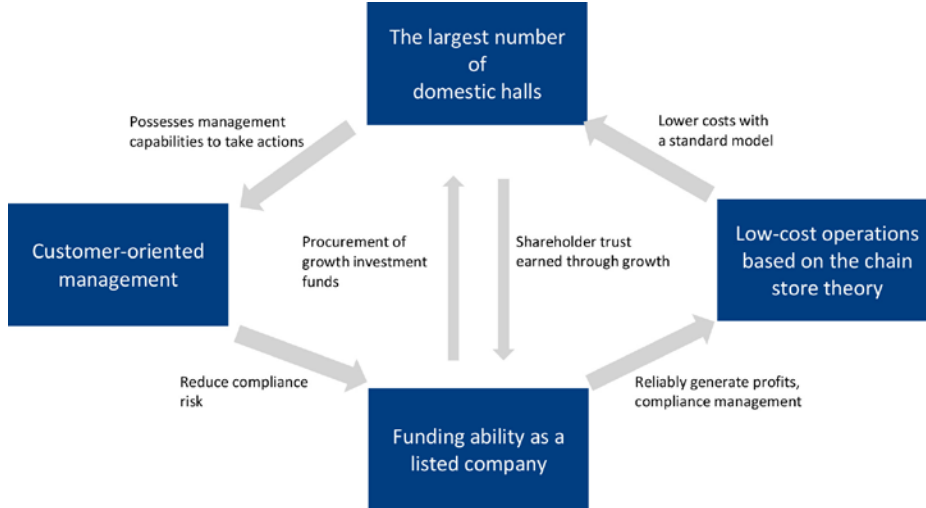 The largest number
of
domestic halls
Possesses management
capabilities to take actions
Lower costs with
a standard model
Customer-oriented
management
Procurement of
growth investment
funds
Shareholder trust
earned through growth
Low-cost operations
based on the chain
store theory
Reduce compliance
risk
Reliably generate profits,
compliance management
Funding ability as a
listed company